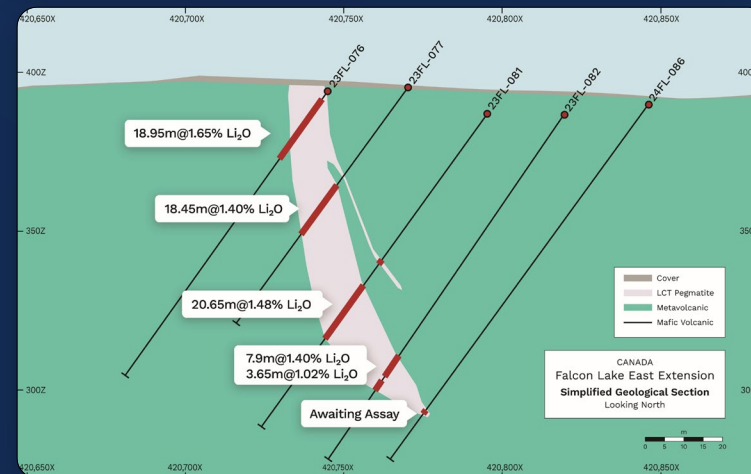 420,650X
420,700X
420,750X
420,800X
420,850X
400Z
40
23FL-076
23FL-077
23FL-081
23FL-082
24FL-086
18.95m@1.65% Li₂O
18.45m@1.40% Li₂O
350Z
35
20.65m@1.48% Li₂O
7.9m@1.40% Li₂O
3.65m@1.02% Li₂O
300Z
30
Awaiting Assay
Cover
LCT Pegmatite
Metavolcanic
Mafic Volcanic
CANADA
Falcon Lake East Extension
Simplified Geological Section
Looking North
m
0 5 10 15 20
420,650X
420,700X
420,750X
420,800X
420,850X